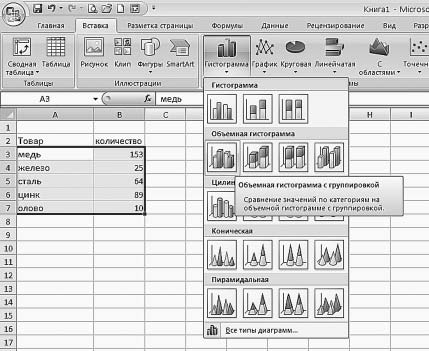 Книга1 - Microso
Главная Вставка Разметка страницы Формулы Данные Рецензирование Вид Разр
Сводная таблица Таблица Рисунок Клип Фигуры SmartArt Гистограмма График Круговая Линейчатая С областями Точечн
Таблицы Иллюстрации мы
A3 fx медь
A B C H I
1
2 Товар количество
3 медь 153
4 железо 25
5 сталь 64
6 цинк 89
7 олово 10
8
9
10
11
12
13
14
15
16
17
Гистограмма
Объемная гистограмма
Цилин
Объемная гистограмма с группировкой
Сравнение значений по категориям на
объемной гистограмме с группировкой.
Коническая
Пирамидальная
Все типы диаграмм...